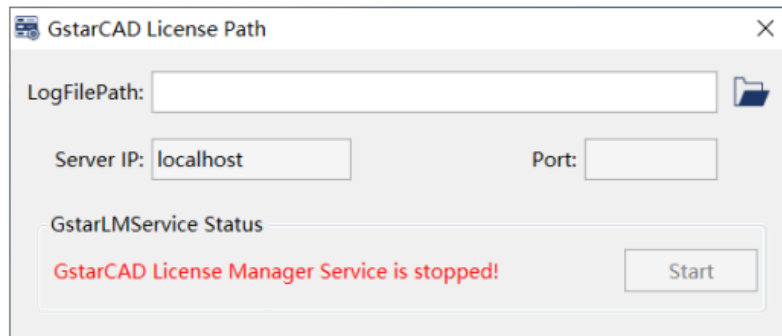 GstarCAD License Path
LogFilePath:
Server IP: localhost Port:
GstarLMService Status
GstarCAD License Manager Service is stopped! Start